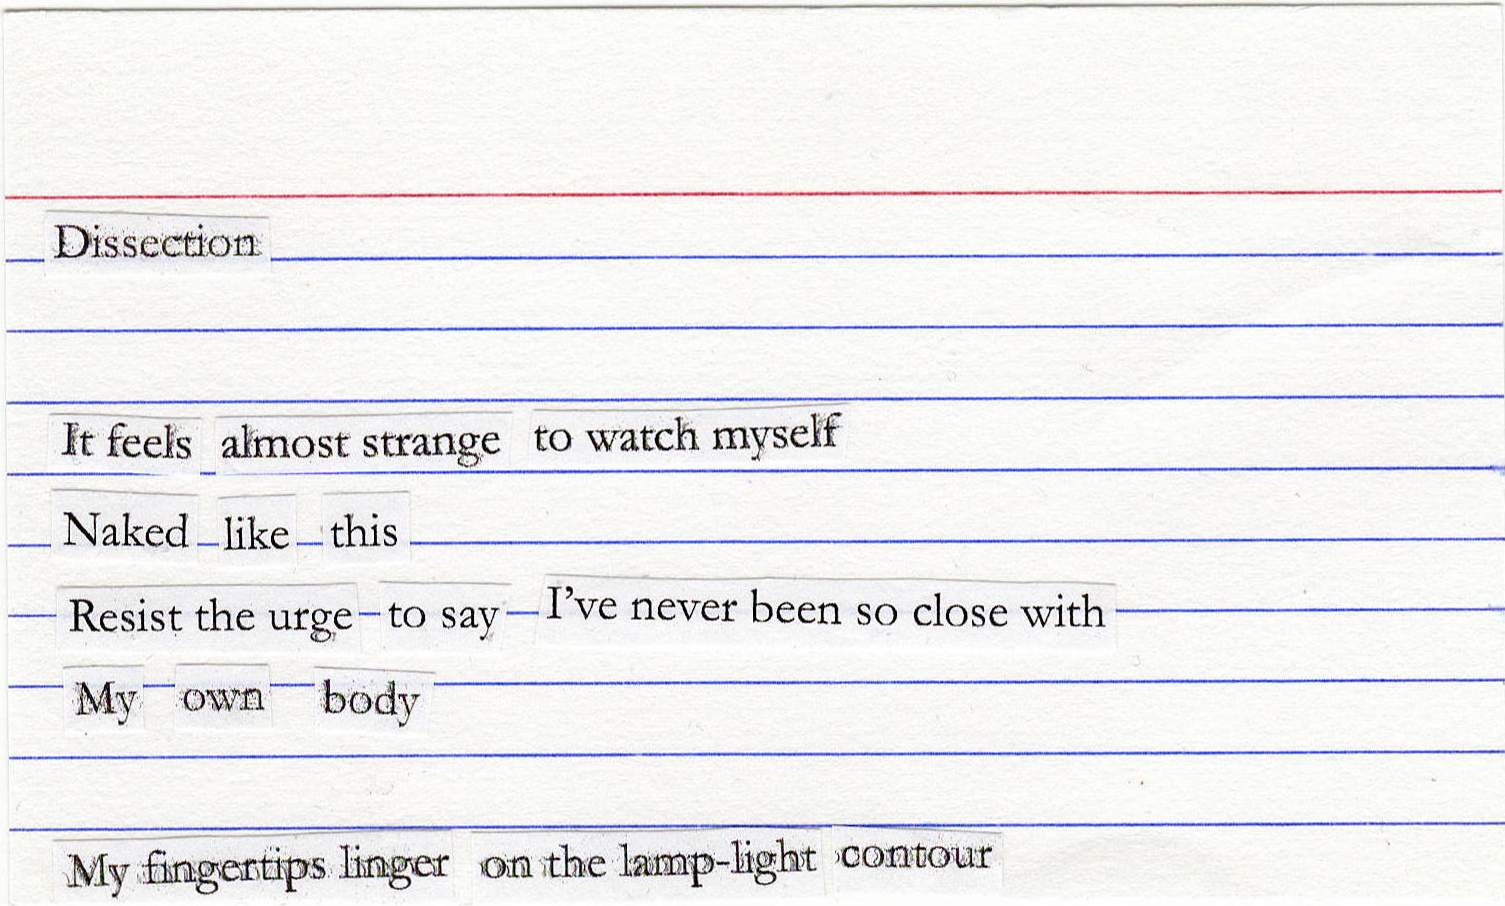 Dissection
It feels almost strange to watch myself
Naked like this
Resist the urge to say I've never been so close with
My own body
My fingertips linger on the lamp-light contour